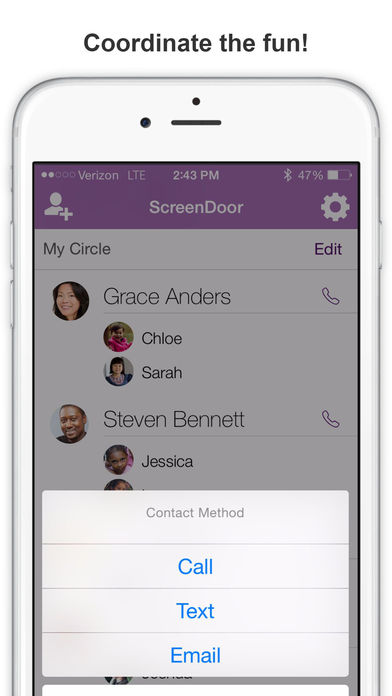 Coordinate the fun!
Verizon LTE 2:43 PM 47%
ScreenDoor
My Circle Edit
Grace Anders
Chloe
Sarah
Steven Bennett
Jessica
Contact Method
Call
Text
Email